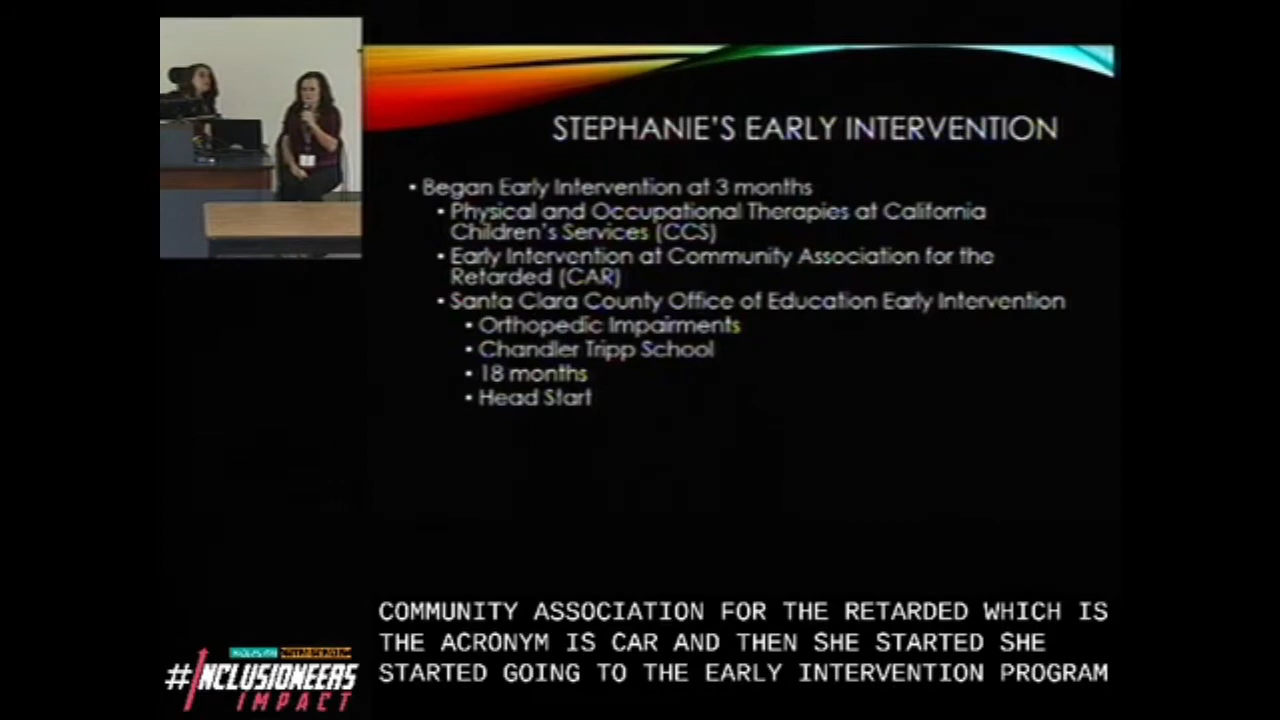 STEPHANIE'S EARLY INTERVENTION
• Began Early Intervention at 3 months
• Physical and Occupational Therapies at California
Children's Services (CCS)
• Early Intervention at Community Association for the
Retarded (CAR)
• Santa Clara County Office of Education Early Intervention
• Orthopedic Impairments
• Chandler Tripp School
• 18 months
• Head Start
COMMUNITY ASSOCIATION FOR THE RETARDED WHICH IS
THE ACRONYM IS CAR AND THEN SHE STARTED SHE
STARTED GOING TO THE EARLY INTERVENTION PROGRAM
#INCLUSIONEERS
IMPACT